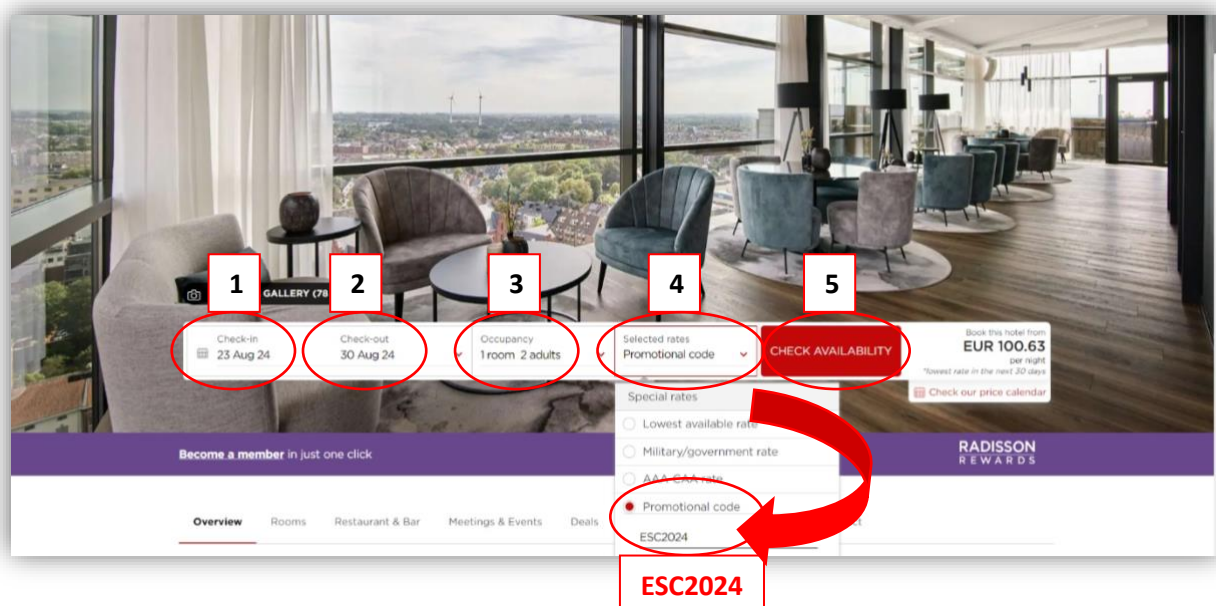 1
2
3
4
5
GALLERY (78
Check-in
23 Aug 24
Check-out
30 Aug 24
Occupancy
1 room 2 adults
Selected rates
Promotional code
CHECK AVAILABILITY
Book this hotel from
EUR 100.63
per night
*lowest rate in the next 30 days
Check our price calendar
Special rates
Lowest available rate
Military/government rate
AAA-CAA rate
Promotional code
ESC2024
Become a member in just one click
RADISSON
REWARDS
Overview
Rooms
Restaurant & Bar
Meetings & Events
Deals
ESC2024